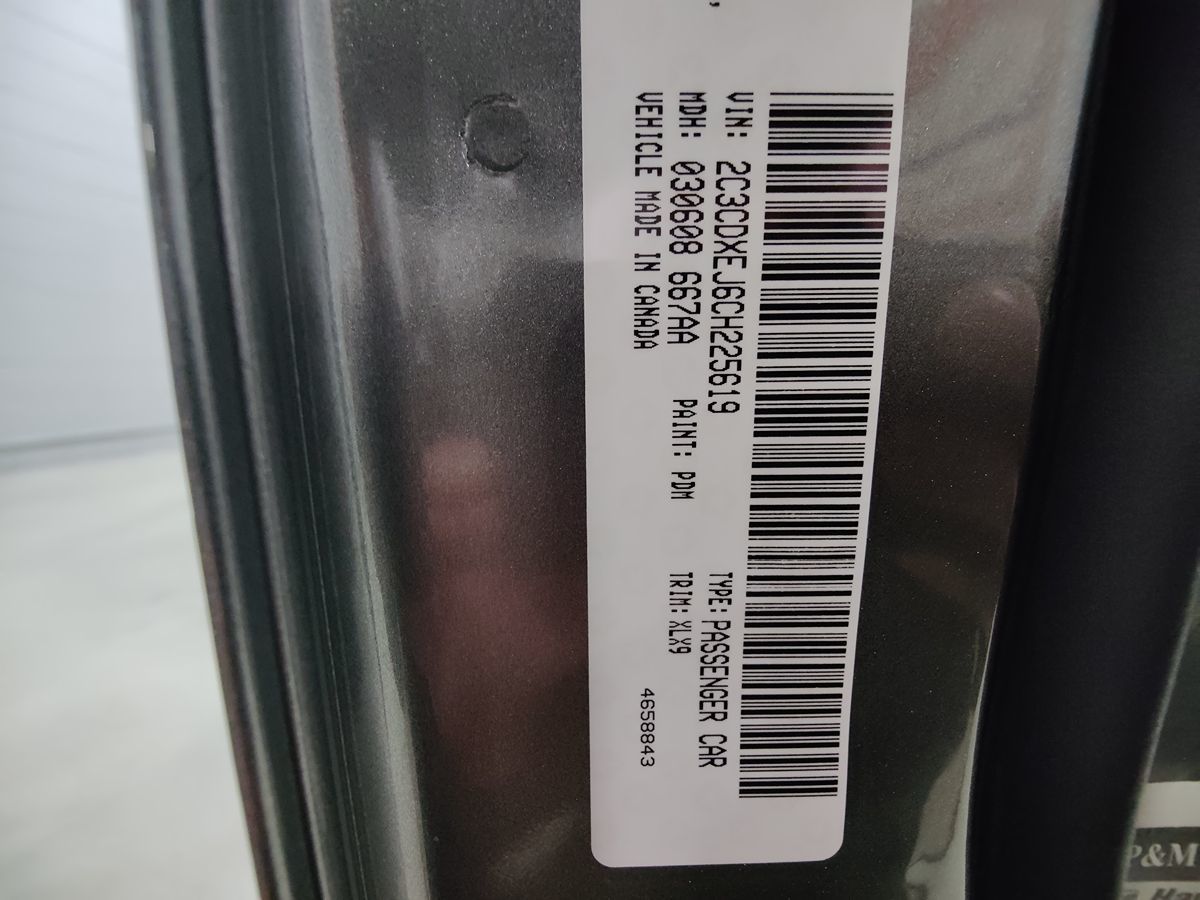 VIN: 2C3CDXEJ6CH225619 TYPE: PASSENGER CAR
MDH: 030608 667AA PAINT: PDM TRIM: XLX9
VEHICLE MADE IN CANADA 4658843
P&M